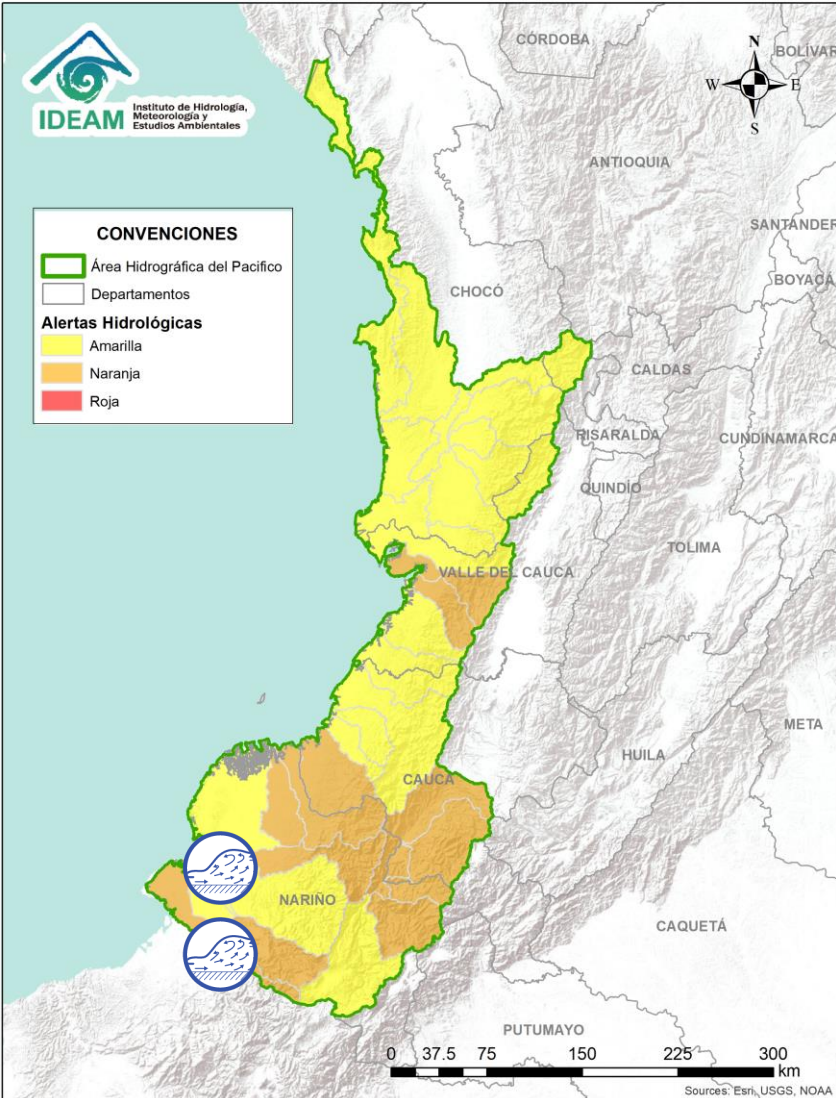 IDEAM
Instituto de Hidrología,
Meteorología y
Estudios Ambientales
N
W
E
S
CÓRDOBA
BOLÍVAR
ANTIOQUIA
SANTANDER
BOYACÁ
CHOCÓ
CALDAS
RISARALDA
CUNDINAMARCA
QUINDÍO
TOLIMA
VALLE DEL CAUCA
META
HUILA
CAUCA
NARIÑO
CAQUETÁ
PUTUMAYO
CONVENCIONES
Área Hidrográfica del Pacifico
Departamentos
Alertas Hidrológicas
Amarilla
Naranja
Roja
0 37.5 75 150 225 300
km
Sources: Esri, USGS, NOAA